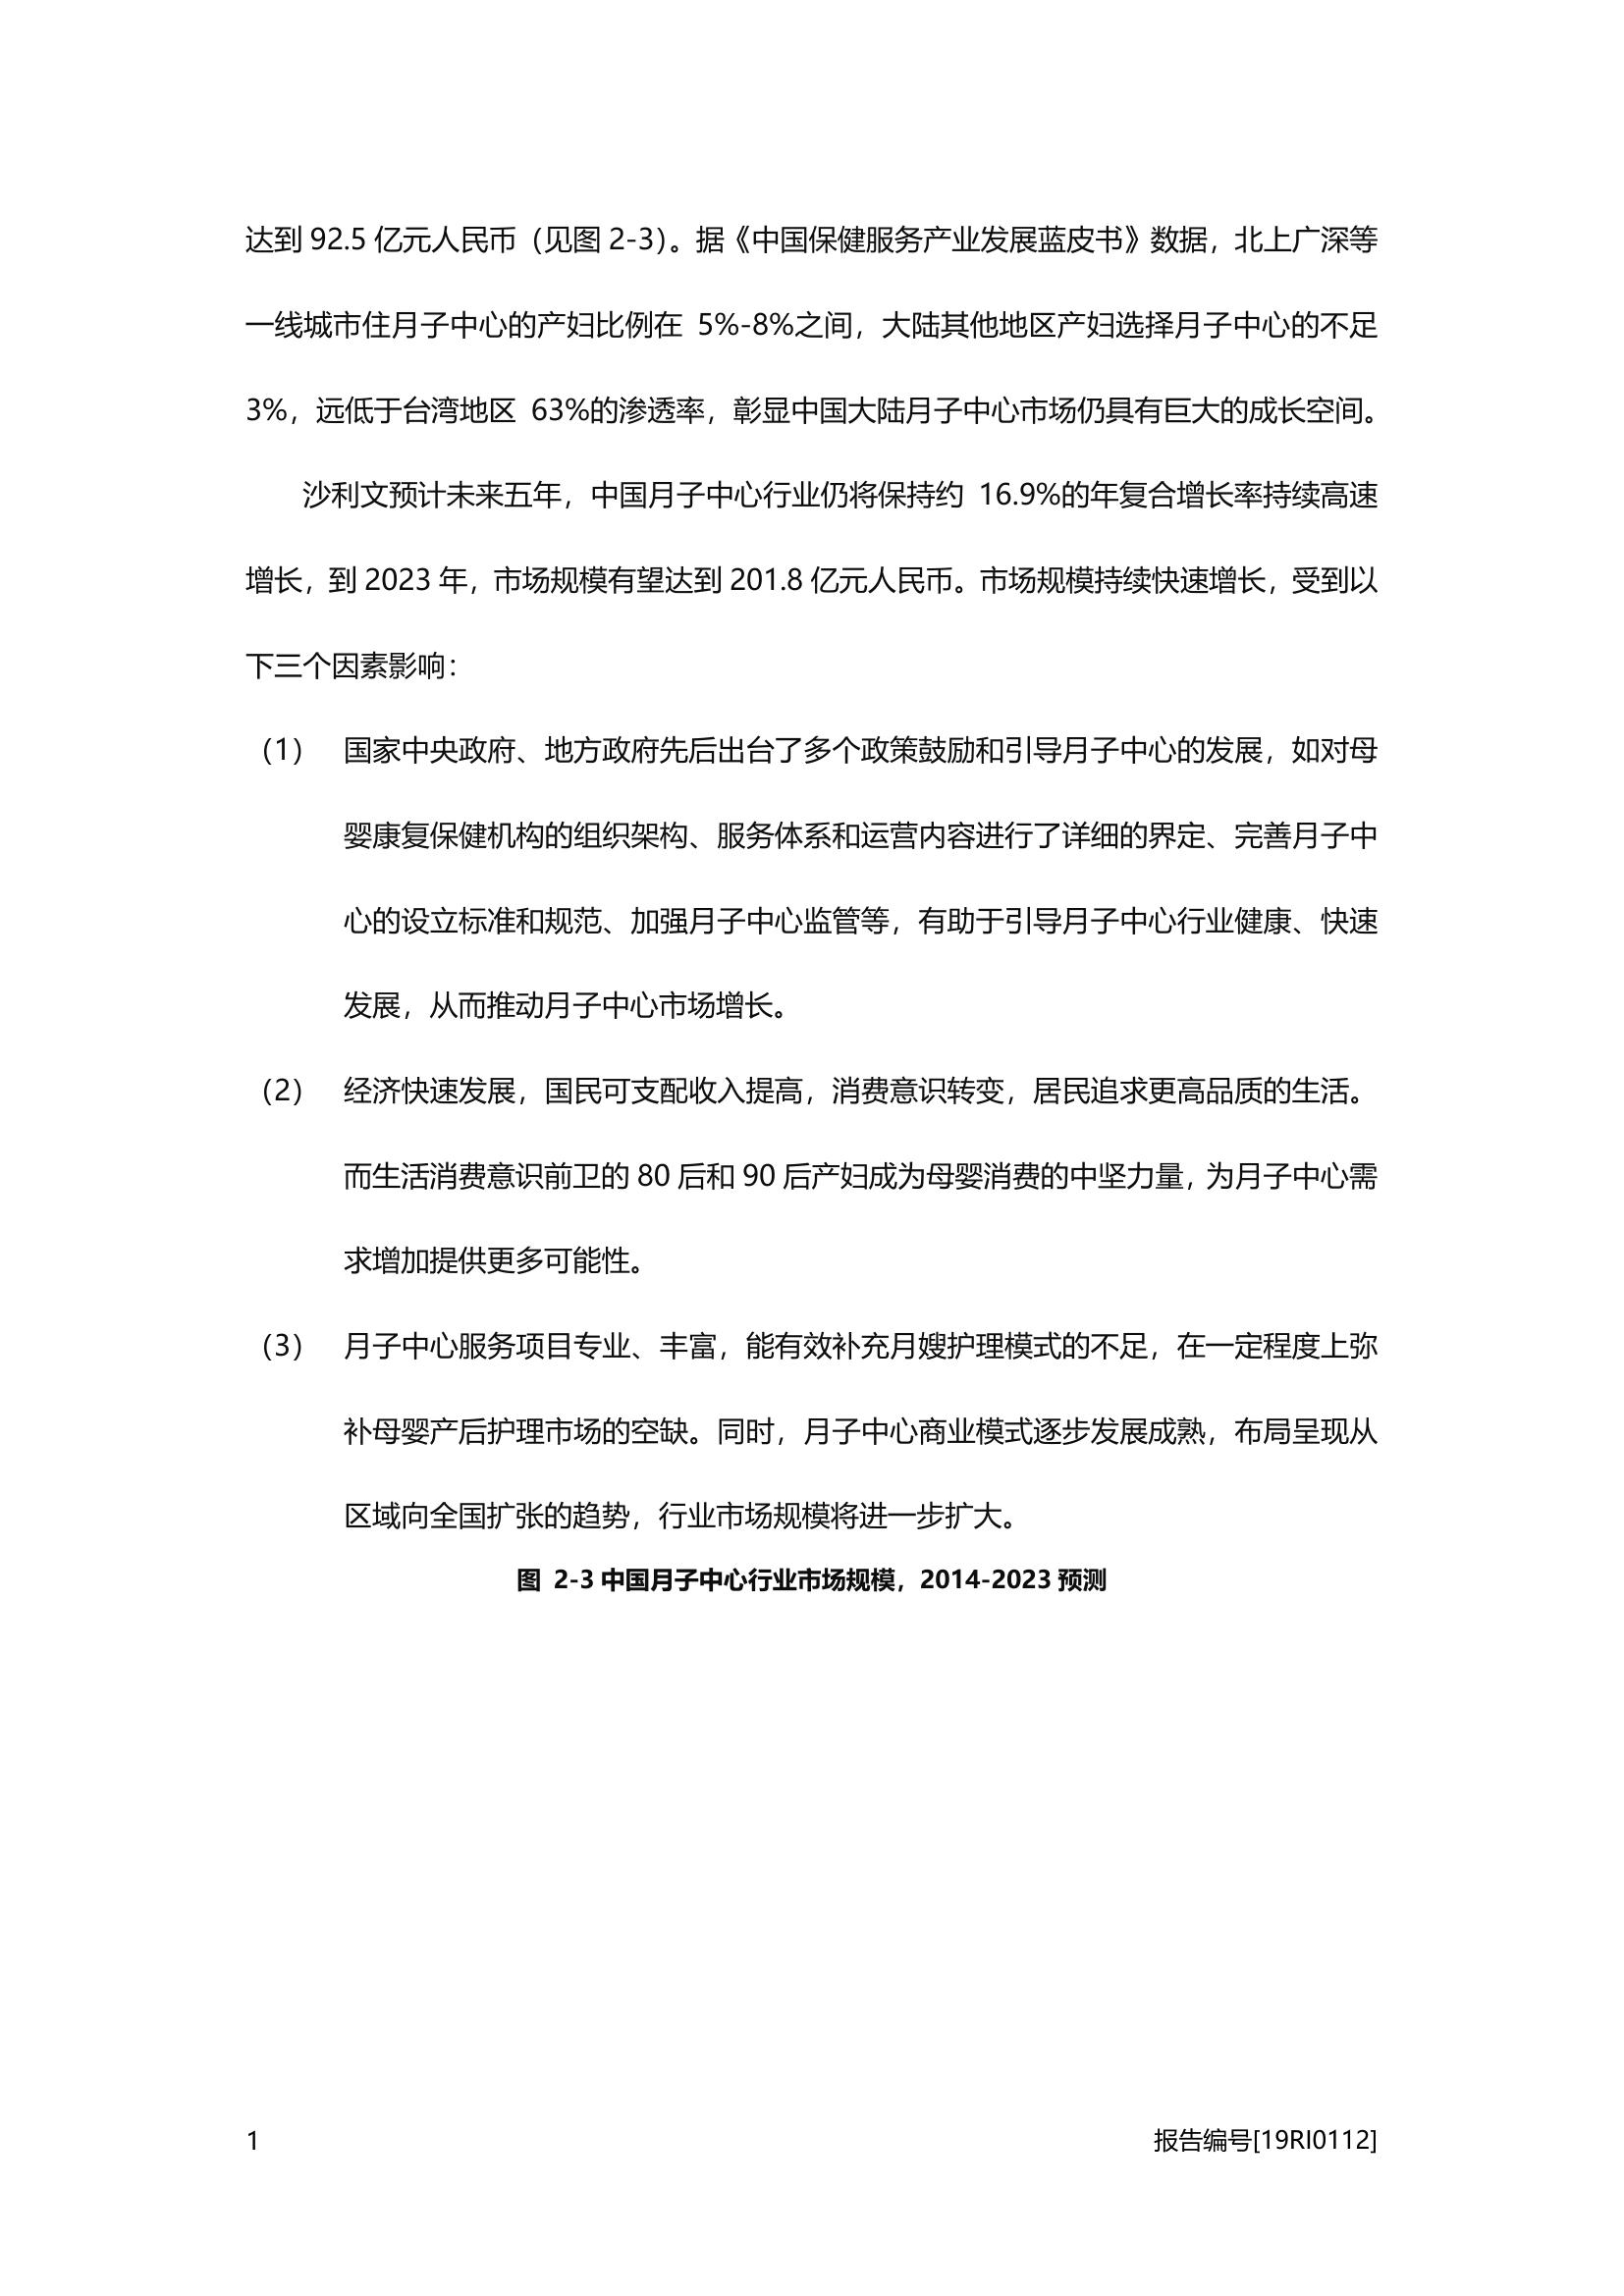 达到 92.5 亿元人民币（见图 2-3）。据《中国保健服务产业发展蓝皮书》数据，北上广深等
一线城市住月子中心的产妇比例在 5%-8%之间，大陆其他地区产妇选择月子中心的不足
3%，远低于台湾地区 63%的渗透率，彰显中国大陆月子中心市场仍具有巨大的成长空间。
沙利文预计未来五年，中国月子中心行业仍将保持约 16.9%的年复合增长率持续高速
增长，到 2023 年，市场规模有望达到 201.8 亿元人民币。市场规模持续快速增长，受到以
下三个因素影响：
（1） 国家中央政府、地方政府先后出台了多个政策鼓励和引导月子中心的发展，如对母
婴康复保健机构的组织架构、服务体系和运营内容进行了详细的界定、完善月子中
心的设立标准和规范、加强月子中心监管等，有助于引导月子中心行业健康、快速
发展，从而推动月子中心市场增长。
（2） 经济快速发展，国民可支配收入提高，消费意识转变，居民追求更高品质的生活。
而生活消费意识前卫的 80 后和 90 后产妇成为母婴消费的中坚力量，为月子中心需
求增加提供更多可能性。
（3） 月子中心服务项目专业、丰富，能有效补充月嫂护理模式的不足，在一定程度上弥
补母婴产后护理市场的空缺。同时，月子中心商业模式逐步发展成熟，布局呈现从
区域向全国扩张的趋势，行业市场规模将进一步扩大。
图 2-3 中国月子中心行业市场规模，2014-2023 预测
1 报告编号[19RI0112]